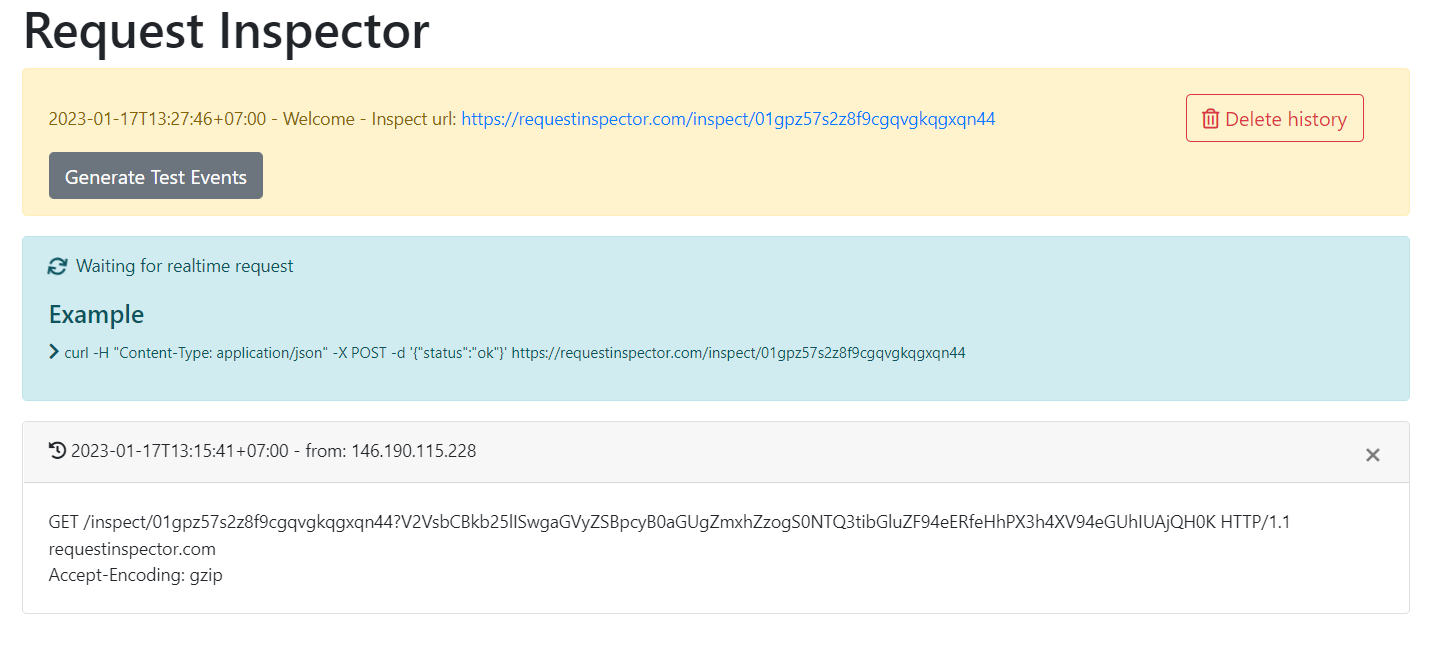 Request Inspector
2023-01-17T13:27:46+07:00 - Welcome - Inspect url: https://requestinspector.com/inspect/01gpz57s2z8f9cgqvgkqgxqn44
Delete history
Generate Test Events
Waiting for realtime request
Example
curl -H "Content-Type: application/json" -X POST -d '{"status":"ok"}' https://requestinspector.com/inspect/01gpz57s2z8f9cgqvgkqgxqn44
2023-01-17T13:15:41+07:00 - from: 146.190.115.228
GET /inspect/01gpz57s2z8f9cgqvgkqgxqn44?V2VsbCBkb25lISwgaGVyZSBpcyB0aGUgZmxhZzogS0NTQ3tibGluZF94eERfeHhPX3h4XV94eGUhIUAjQH0K HTTP/1.1
requestinspector.com
Accept-Encoding: gzip